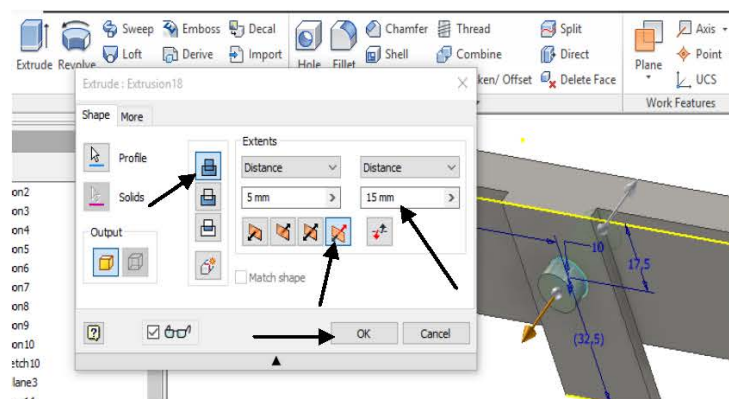 Sweep Emboss Decal Chamfer Thread Split Axis
Loft Derive Import Shell Combine Direct Point
Extrude Revolve Hole Fillet ken/ Offset Delete Face Plane UCS
Work Features
Extrude : Extrusion18
Shape More
Profile
Solids
Output
Extents
Distance Distance
5 mm 15 mm
Match shape
OK Cancel
on2
on3
on4
on5
on6
on7
on8
on9
on10
etch10
lane3
10
17,5
(32,5)